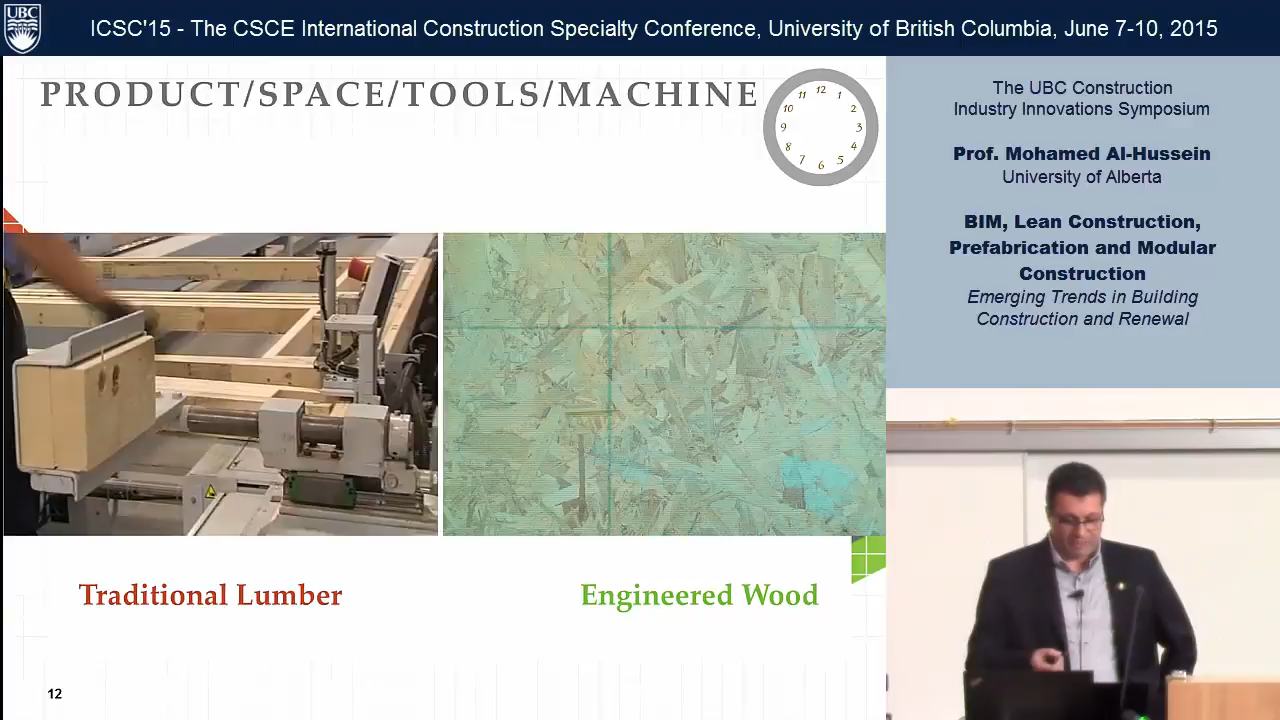 UBC
ICSC'15 - The CSCE International Construction Specialty Conference, University of British Columbia, June 7-10, 2015
PRODUCT/SPACE/TOOLS/MACHINE
12
11
1
10
2
9
3
8
4
7
5
6
The UBC Construction
Industry Innovations Symposium
Prof. Mohamed Al-Hussein
University of Alberta
BIM, Lean Construction,
Prefabrication and Modular
Construction
Emerging Trends in Building
Construction and Renewal
Traditional Lumber
Engineered Wood
12